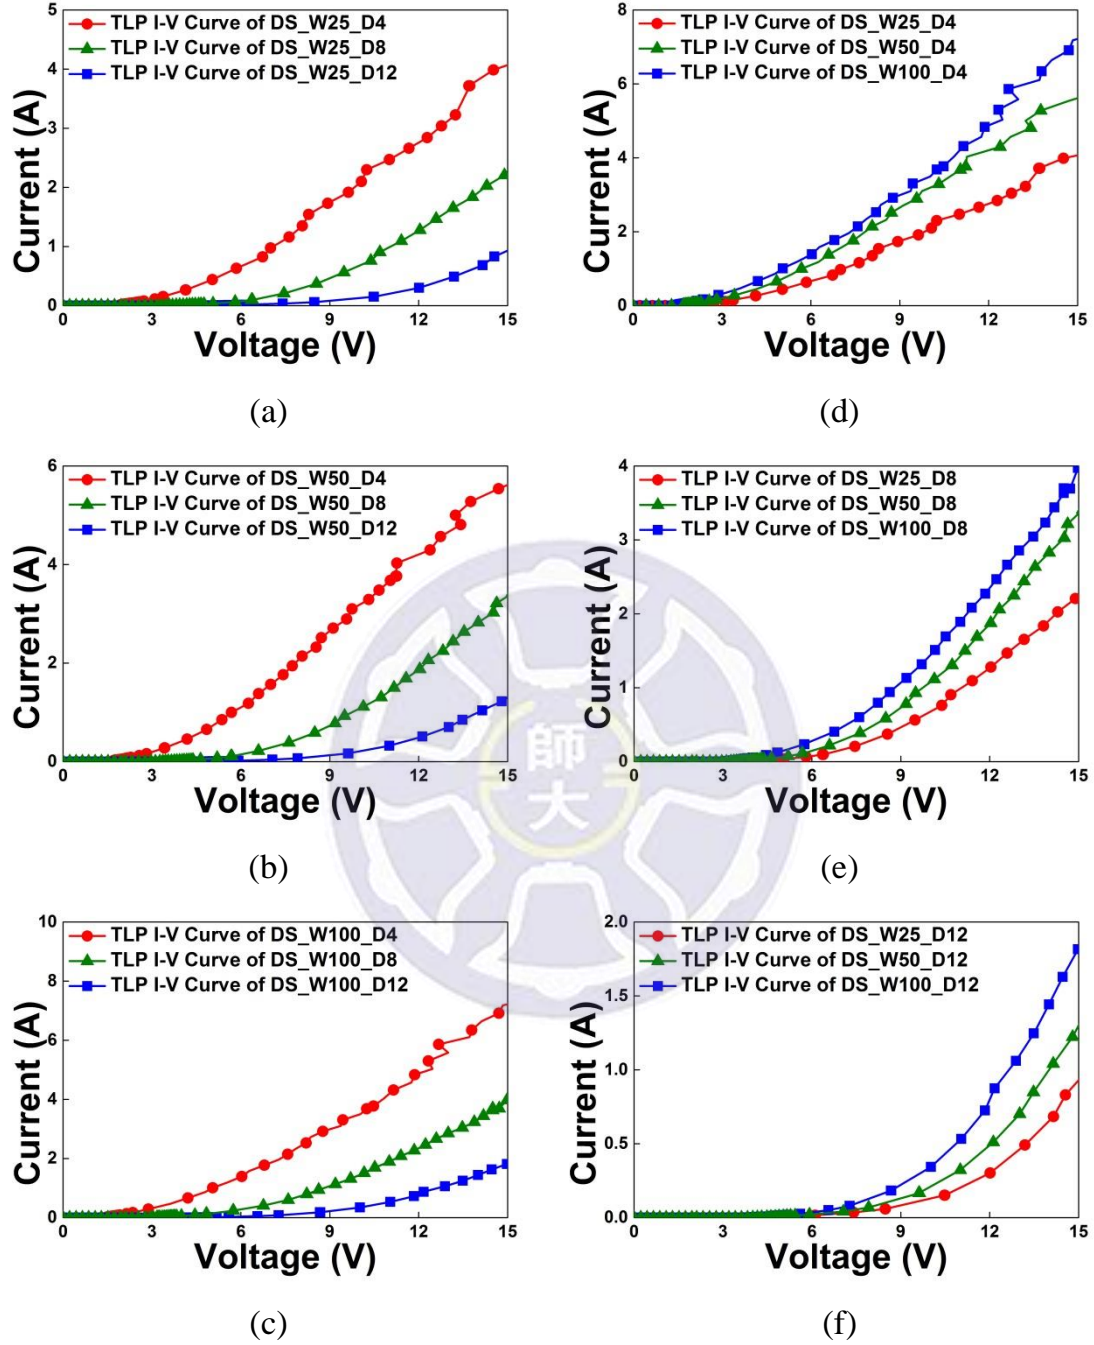 5
4
3
2
1
0
0 3 6 9 12 15
TLP I-V Curve of DS_W25_D4
TLP I-V Curve of DS_W25_D8
TLP I-V Curve of DS_W25_D12
Current (A)
Voltage (V)
(a)
8
6
4
2
0
0 3 6 9 12 15
TLP I-V Curve of DS_W25_D4
TLP I-V Curve of DS_W50_D4
TLP I-V Curve of DS_W100_D4
Current (A)
Voltage (V)
(d)
6
4
2
0
0 3 6 9 12 15
TLP I-V Curve of DS_W50_D4
TLP I-V Curve of DS_W50_D8
TLP I-V Curve of DS_W50_D12
Current (A)
Voltage (V)
(b)
4
3
2
1
0
0 3 6 9 12 15
TLP I-V Curve of DS_W25_D8
TLP I-V Curve of DS_W50_D8
TLP I-V Curve of DS_W100_D8
Current (A)
Voltage (V)
(e)
師
大
10
8
6
4
2
0
0 3 6 9 12 15
TLP I-V Curve of DS_W100_D4
TLP I-V Curve of DS_W100_D8
TLP I-V Curve of DS_W100_D12
Current (A)
Voltage (V)
(c)
2.0
1.5
1.0
0.5
0.0
0 3 6 9 12 15
TLP I-V Curve of DS_W25_D12
TLP I-V Curve of DS_W50_D12
TLP I-V Curve of DS_W100_D12
Current (A)
Voltage (V)
(f)